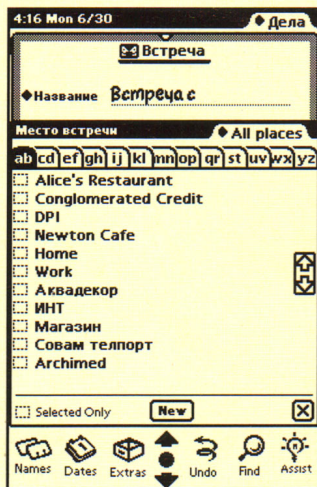 4:16 Mon 6/30 ◆ Дела
Встреча
◆Название Встреча с
Место встречи ◆ All places
ab cd ef gh ij kl mn op qr st uv wx yz
Alice's Restaurant
Conglomerated Credit
DPI
Newton Cafe
Home
Work
Аквадекор
ИНТ
Магазин
Совам телпорт
Archimed
Selected Only New
Names Dates Extras Undo Find Assist